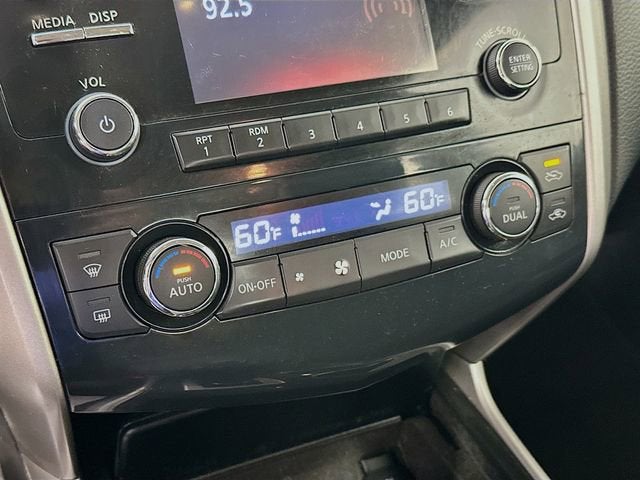 92.5
MEDIA DISP
VOL
TUNE·SCROLL
ENTER
SETTING
RPT
1
RDM
2
3
4
5
6
60°F
60°F
PUSH
AUTO
ON·OFF
MODE
A/C
PUSH
DUAL